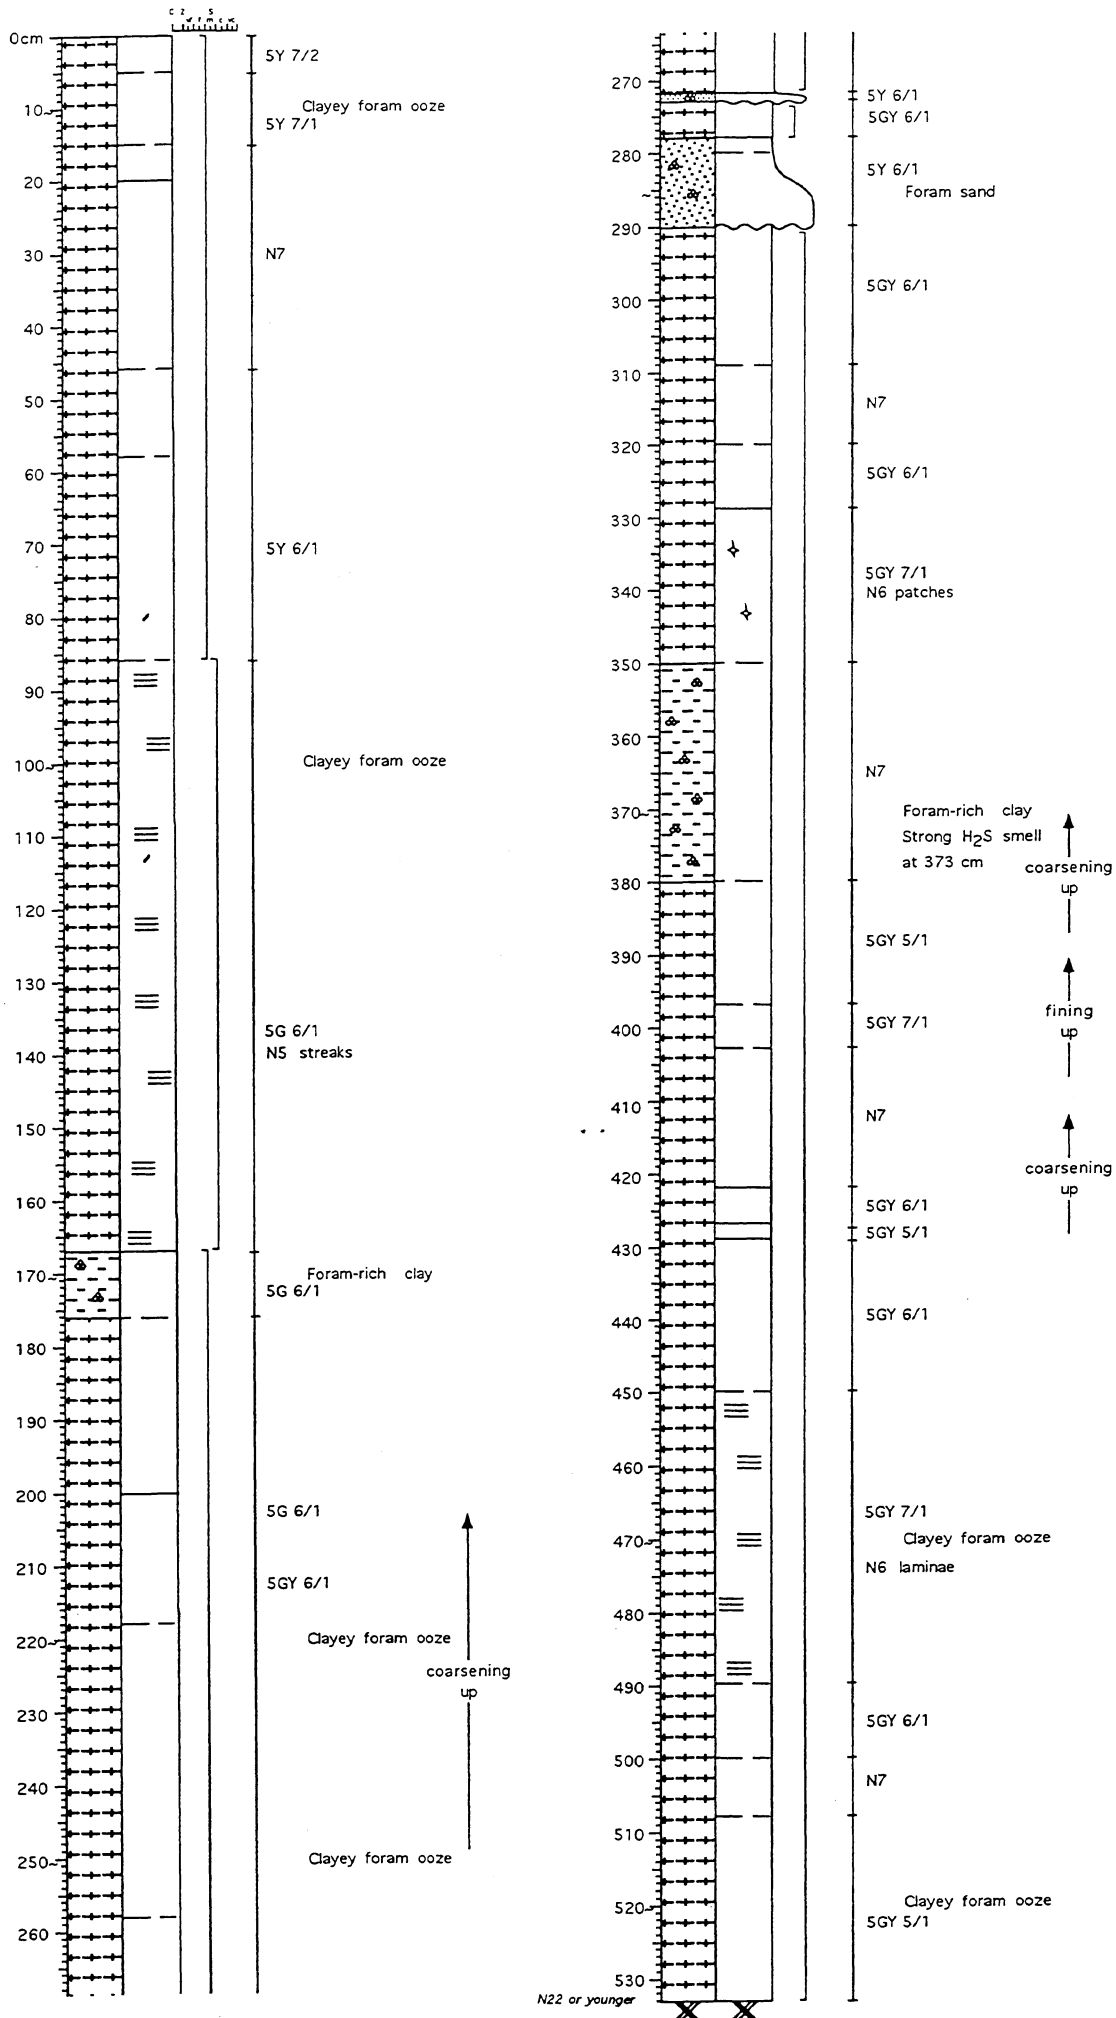 c z s
vf f m c vc
0cm
5Y 7/2
10
Clayey foram ooze
5Y 7/1
20
30
N7
40
50
60
70
5Y 6/1
80
90
100
Clayey foram ooze
110
120
130
5G 6/1
N5 streaks
140
150
160
170
Foram-rich clay
5G 6/1
180
190
200
5G 6/1
210
5GY 6/1
220
Clayey foram ooze
coarsening
up
230
240
250
Clayey foram ooze
260
270
5Y 6/1
5GY 6/1
280
5Y 6/1
Foram sand
290
5GY 6/1
300
310
N7
320
5GY 6/1
330
5GY 7/1
N6 patches
340
350
360
N7
370
Foram-rich clay
Strong H2S smell
at 373 cm
coarsening
up
380
5GY 5/1
390
400
5GY 7/1
fining
up
410
N7
420
coarsening
up
5GY 6/1
5GY 5/1
430
440
5GY 6/1
450
460
5GY 7/1
470
Clayey foram ooze
N6 laminae
480
490
5GY 6/1
500
N7
510
520
Clayey foram ooze
5GY 5/1
530
N22 or younger